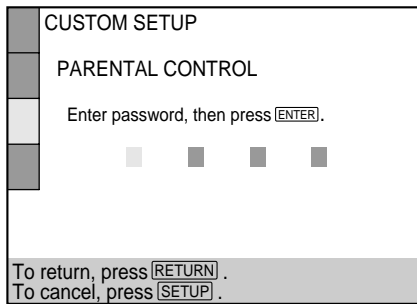 CUSTOM SETUP
PARENTAL CONTROL
Enter password, then press ENTER.
To return, press RETURN .
To cancel, press SETUP .